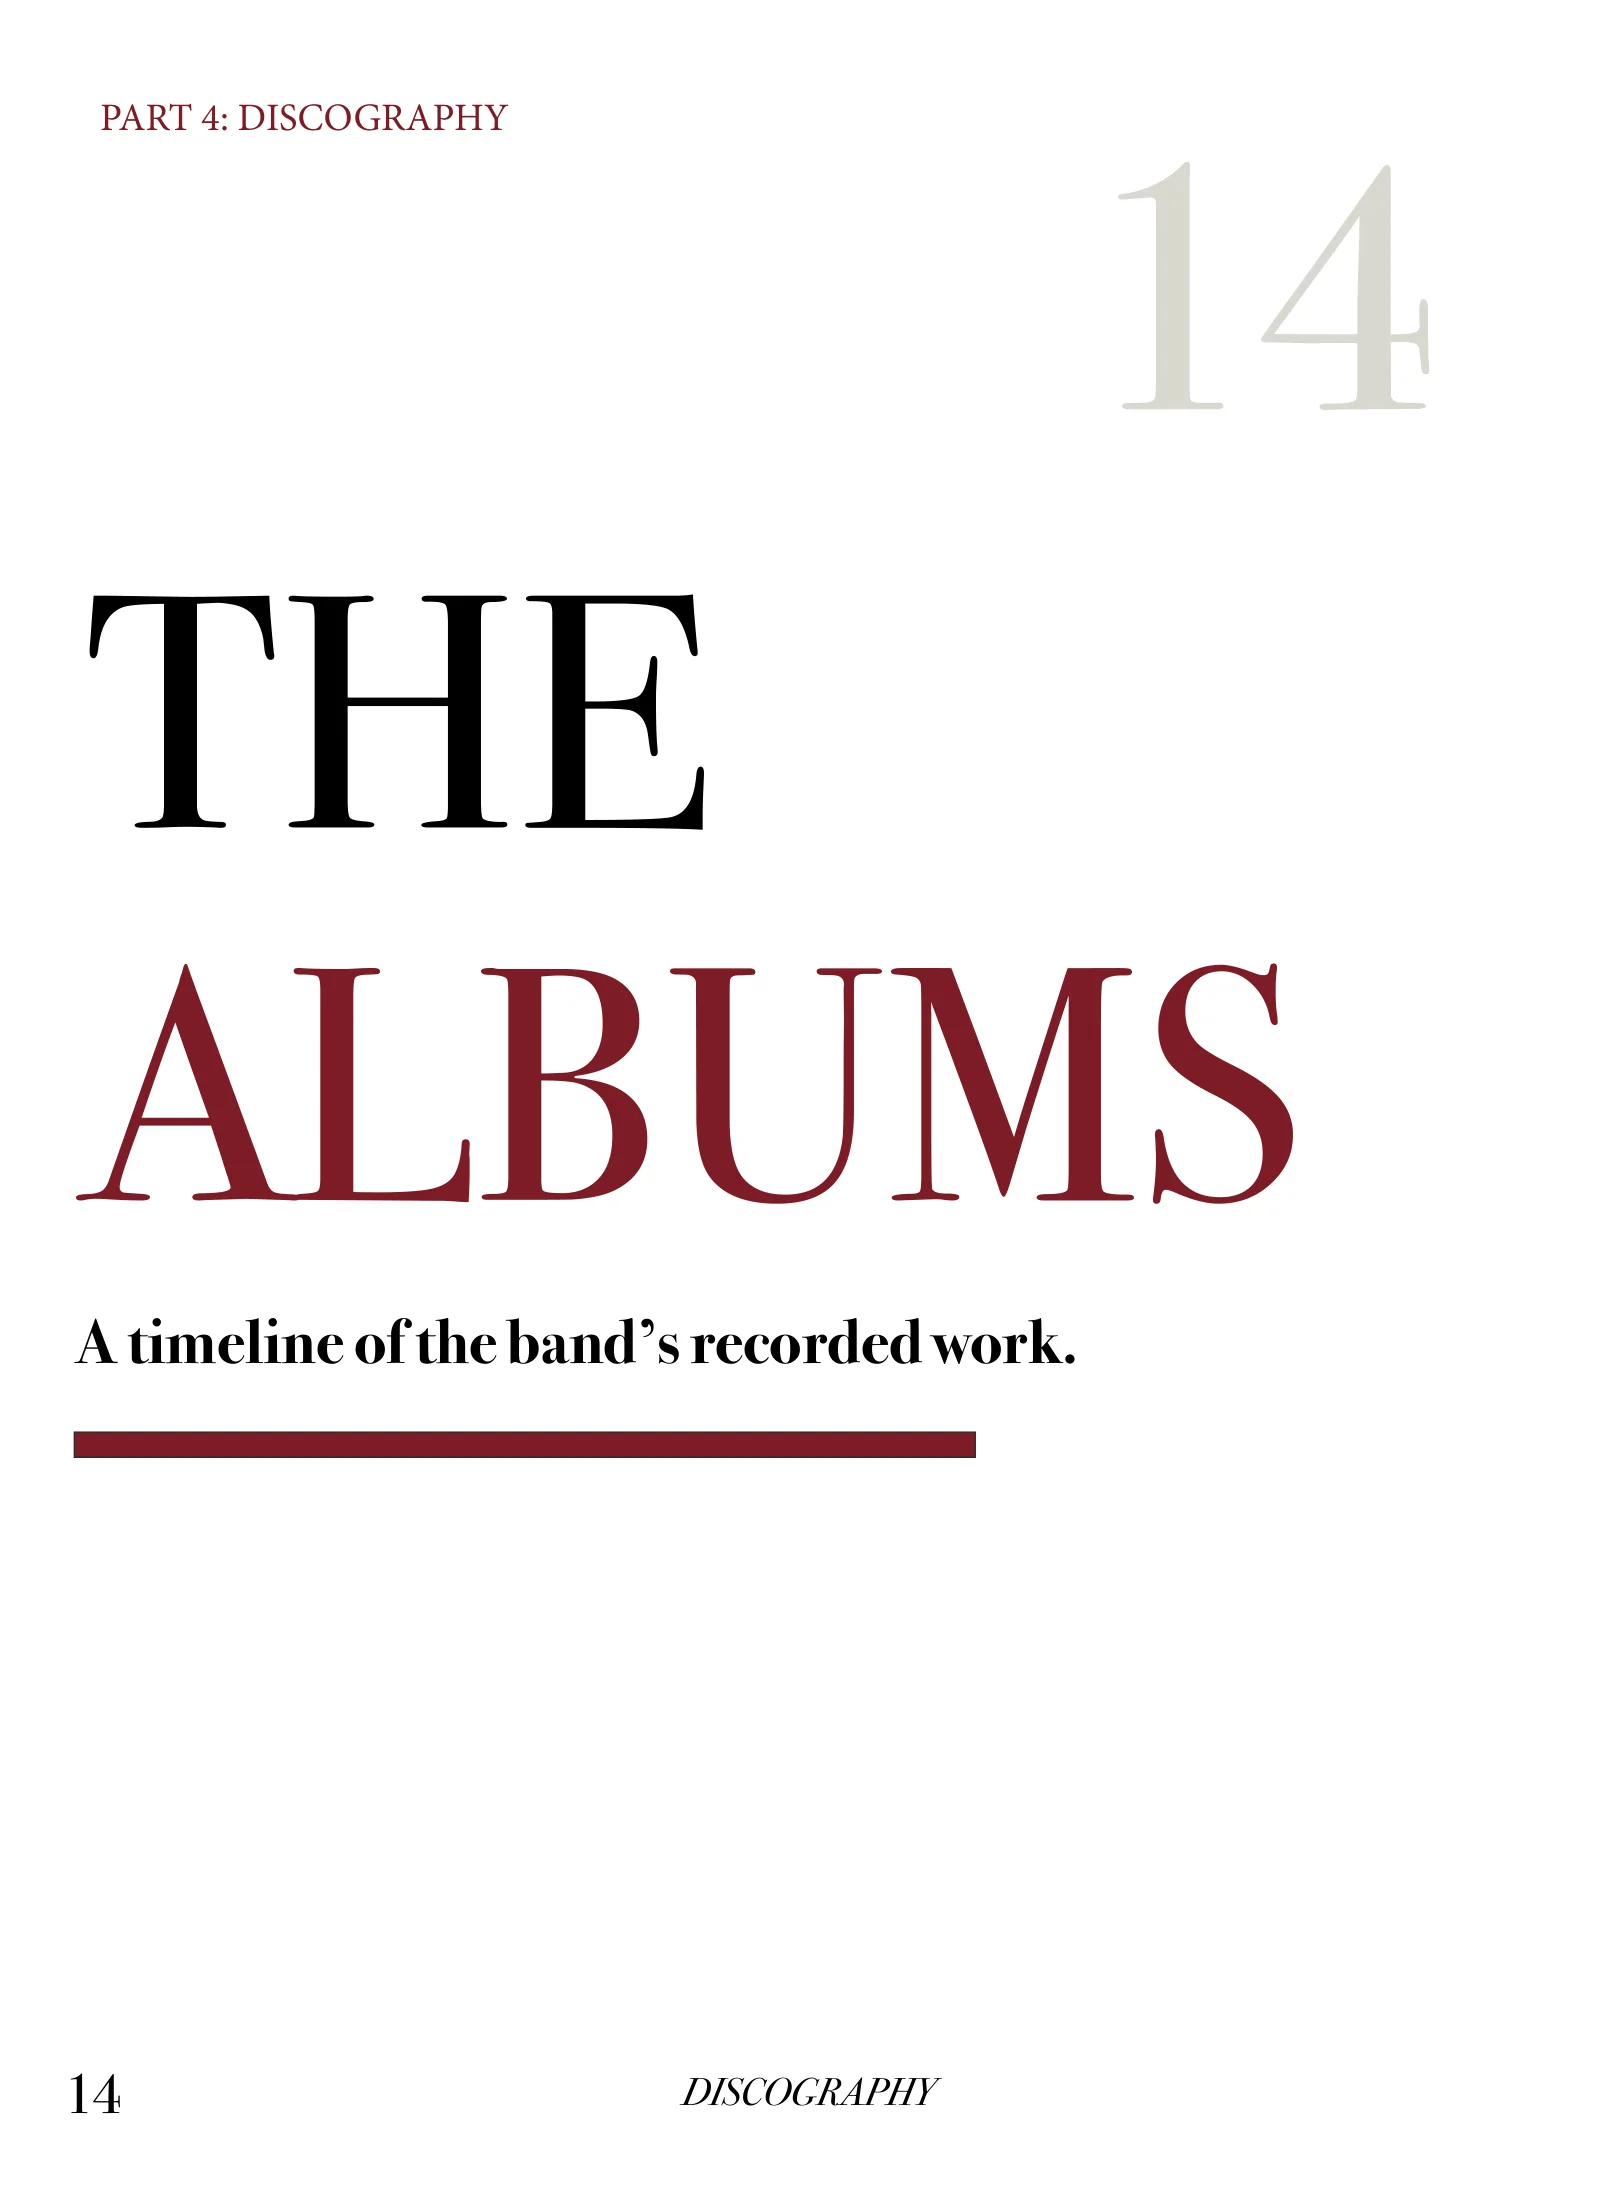 PART 4: DISCOGRAPHY
14
THE
ALBUMS
A timeline of the band’s recorded work.
14
DISCOGRAPHY